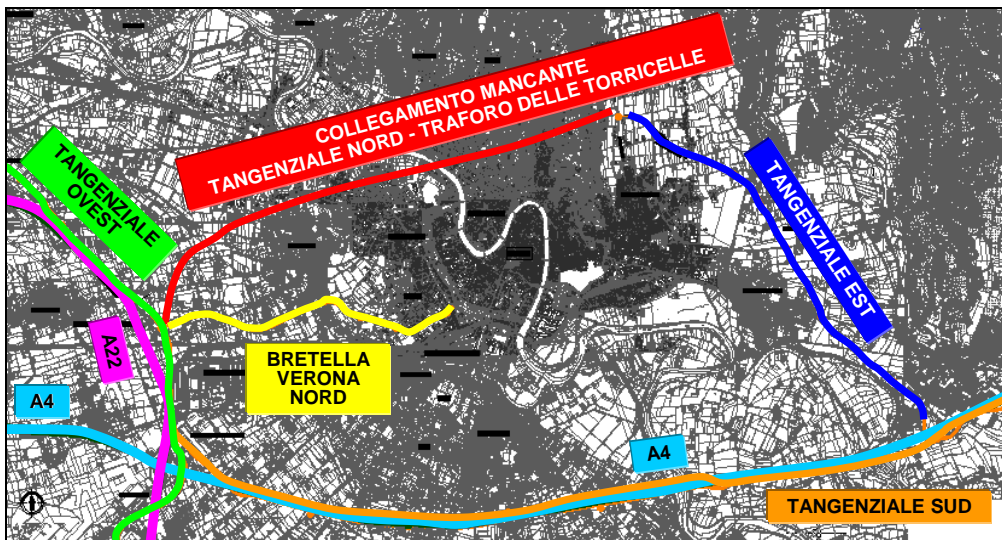 COLLEGAMENTO MANCANTE
TANGENZIALE NORD - TRAFORO DELLE TORRICELLE
TANGENZIALE
OVEST
TANGENZIALE EST
A22
BRETELLA
VERONA
NORD
A4
A4
TANGENZIALE SUD